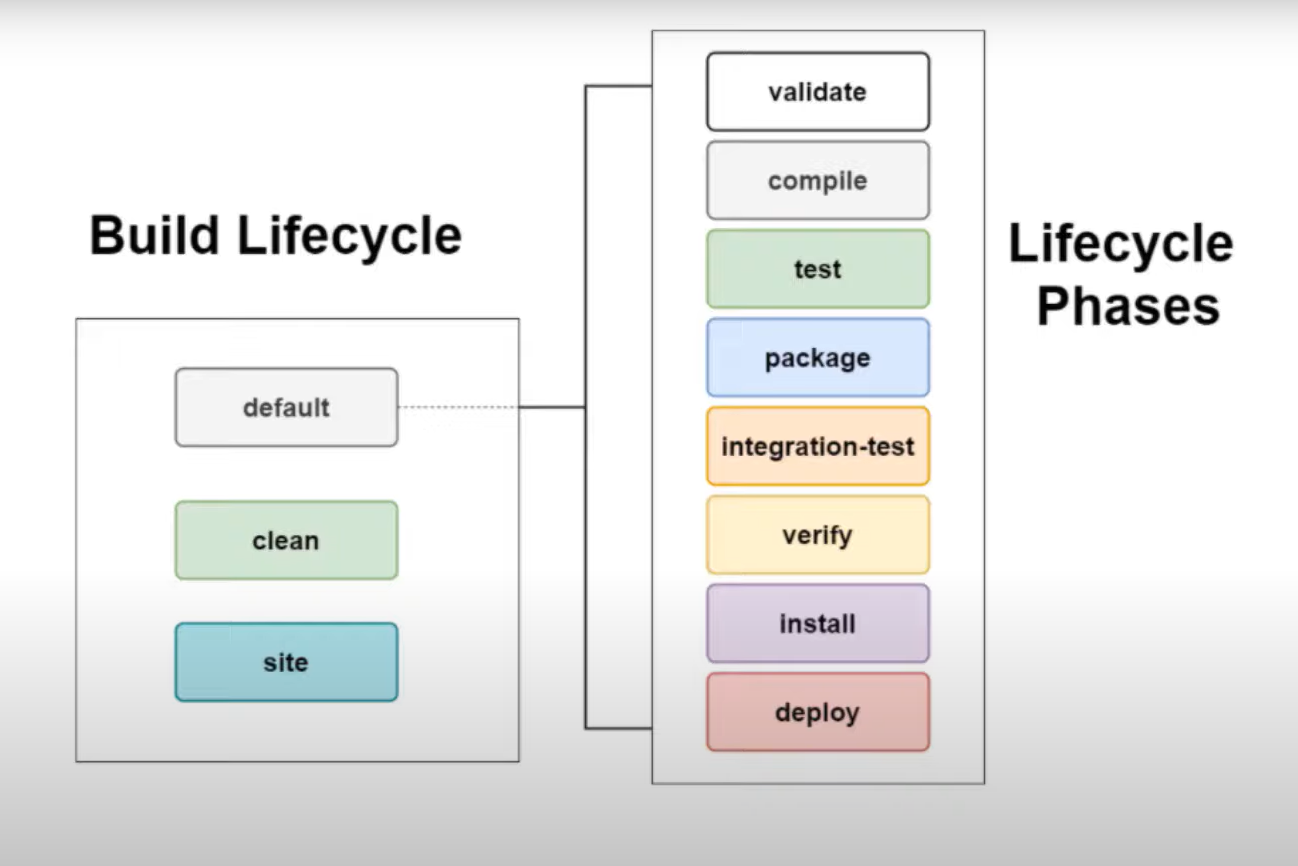 Build Lifecycle
default
clean
site
validate
compile
test
package
integration-test
verify
install
deploy
Lifecycle
Phases